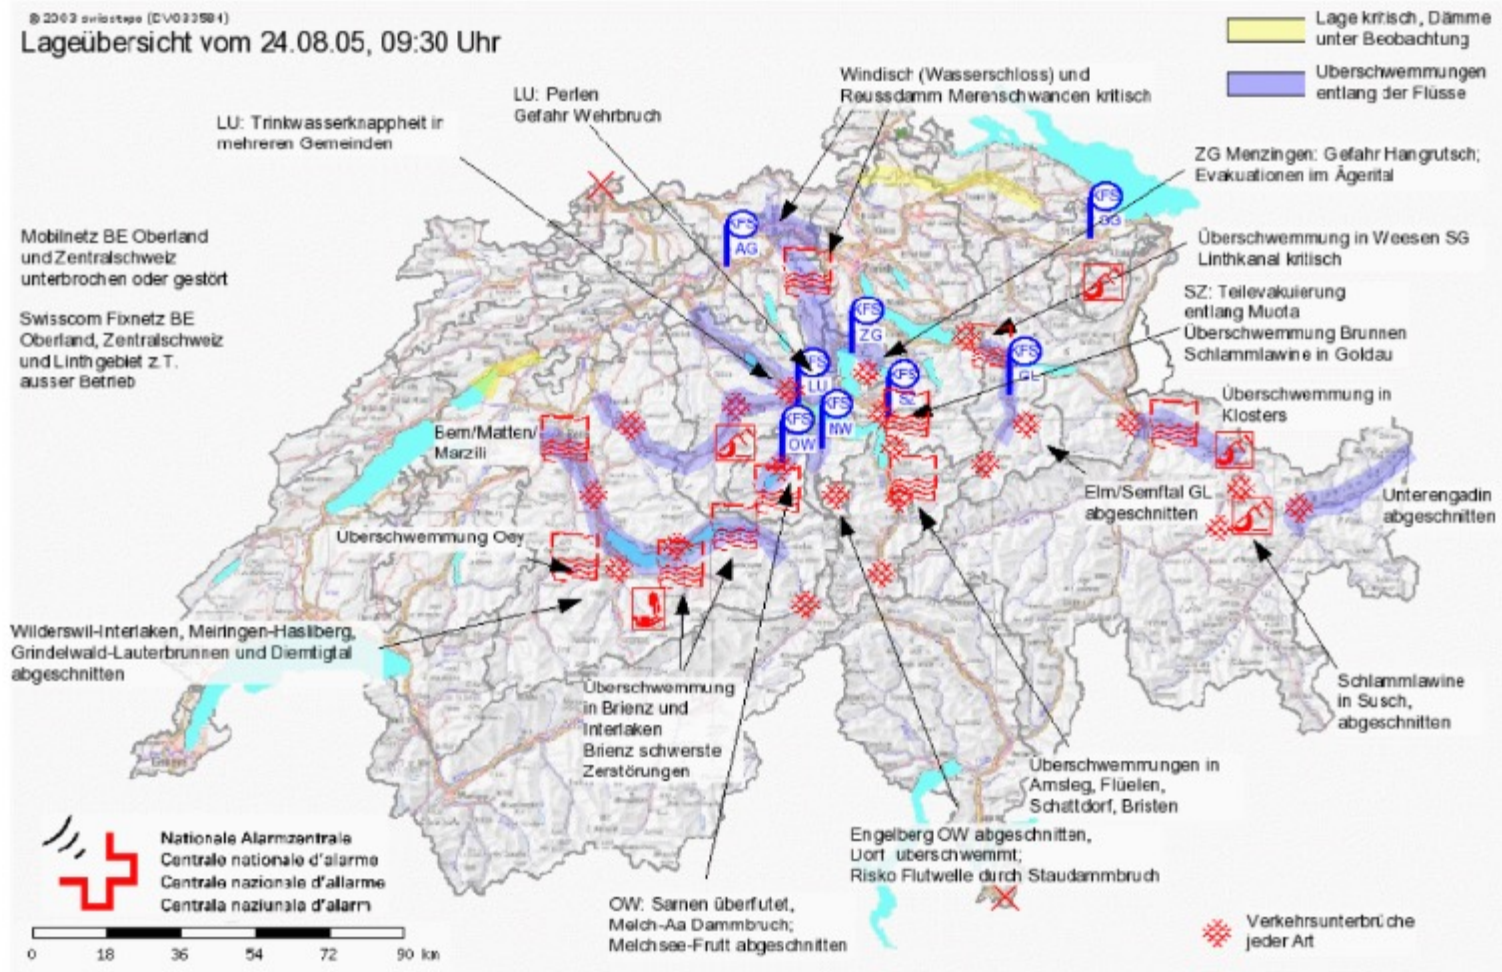 © 2003 swisstopo (DV033584)
Lageübersicht vom 24.08.05, 09:30 Uhr
Lage kritisch, Dämme
unter Beobachtung
Überschwemmungen
entlang der Flüsse
Windisch (Wasserschloss) und
Reussdamm Merenschwanden kritisch
LU: Perlen
Gefahr Wehrbruch
LU: Trinkwasserknappheit in
mehreren Gemeinden
ZG Menzingen: Gefahr Hangrutsch;
Evakuationen im Ägerital
KFS
SG
KFS
AG
Mobilnetz BE Oberland
und Zentralschweiz
unterbrochen oder gestört
Überschwemmung in Weesen SG
Linthkanal kritisch
SZ: Teilevakuierung
entlang Muota
Überschwemmung Brunnen
Schlammlawine in Goldau
Swisscom Fixnetz BE
Oberland, Zentralschweiz
und Linthgebiet z.T.
ausser Betrieb
KFS
ZG
KFS
GL
KFS
LU
KFS
SZ
KFS
NW
KFS
OW
Überschwemmung in
Klosters
Bern/Matten/
Marzili
Elm/Sernftal GL
abgeschnitten
Unterengadin
abgeschnitten
Überschwemmung Oey
Wilderswil-Interlaken, Meiringen-Hasliberg,
Grindelwald-Lauterbrunnen und Diemtigtal
abgeschnitten
Überschwemmung
in Brienz und
Interlaken
Brienz schwerste
Zerstörungen
Schlammlawine
in Susch,
abgeschnitten
Überschwemmungen in
Amsteg, Flüelen,
Schattdorf, Bristen
Engelberg OW abgeschnitten,
Dorf überschwemmt;
Risko Flutwelle durch Staudammbruch
OW: Sarnen überflutet,
Melch-Aa Dammbruch;
Melchsee-Frutt abgeschnitten
Nationale Alarmzentrale
Centrale nationale d'alarme
Centrale nazionale d'allarme
Centrala naziunala d'alarm
0 18 36 54 72 90 km
Verkehrsunterbrüche
jeder Art